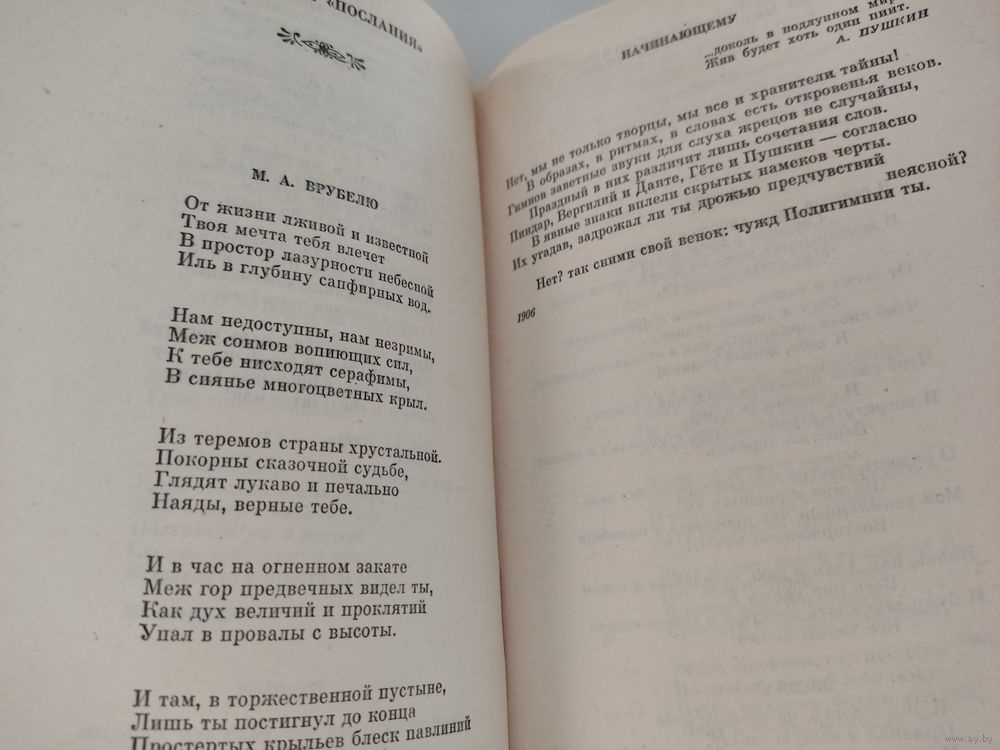 «ПОСЛАНИЯ»
М. А. ВРУБЕЛЮ
От жизни лживой и известной
Твоя мечта тебя влечет
В простор лазурности небесной
Иль в глубину сапфирных вод.
Нам недоступны, нам незримы,
Меж сонмов вопиющих сил,
К тебе нисходят серафимы,
В сиянье многоцветных крыл.
Из теремов страны хрустальной,
Покорны сказочной судьбе,
Глядят лукаво и печально
Наяды, верные тебе.
И в час на огненном закате
Меж гор предвечных видел ты,
Как дух величий и проклятий
Упал в провалы с высоты.
И там, в торжественной пустыне,
Лишь ты постигнул до конца
Простертых крыльев блеск павлиний
НАЧИНАЮЩЕМУ
...доколь в подлунном мире
Жив будет хоть один пиит.
А. ПУШКИН
Нет, мы не только творцы, мы все и хранители тайны!
В образах, в ритмах, в словах есть откровенья веков.
Гимнов заветные звуки для слуха жрецов не случайны,
Праздный в них различит лишь сочетания слов.
Пиндар, Вергилий и Данте, Гёте и Пушкин — согласно
В явные знаки вплели скрытых намеков черты.
Их угадав, задрожал ли ты дрожью предчувствий
неясной?
Нет? так сними свой венок: чужд Полигимнии ты.
1906
www.ay.by